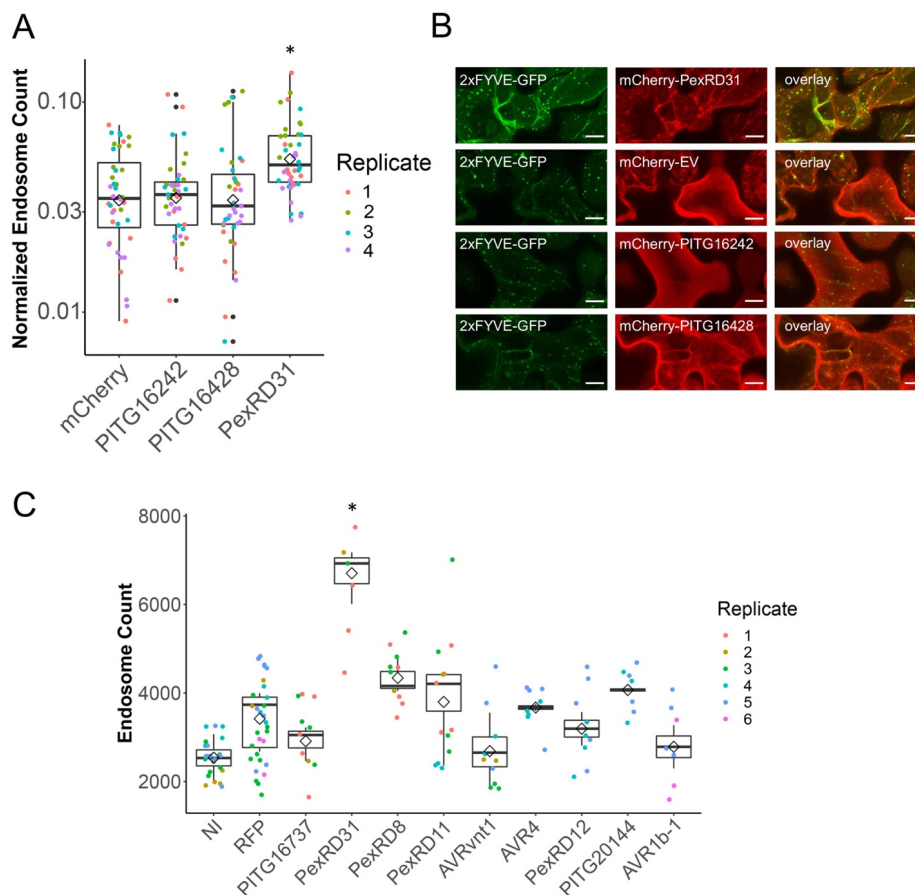 A
*
Normalized Endosome Count
0.10
0.03
0.01
mCherry
PITG16242
PITG16428
PexRD31
Replicate
1
2
3
4
B
2xFYVE-GFP
mCherry-PexRD31
overlay
2xFYVE-GFP
mCherry-EV
overlay
2xFYVE-GFP
mCherry-PITG16242
overlay
2xFYVE-GFP
mCherry-PITG16428
overlay
C
*
Endosome Count
8000
6000
4000
2000
NI
RFP
PITG16737
PexRD31
PexRD8
PexRD11
AVRvnt1
AVR4
PexRD12
PITG20144
AVR1b-1
Replicate
1
2
3
4
5
6